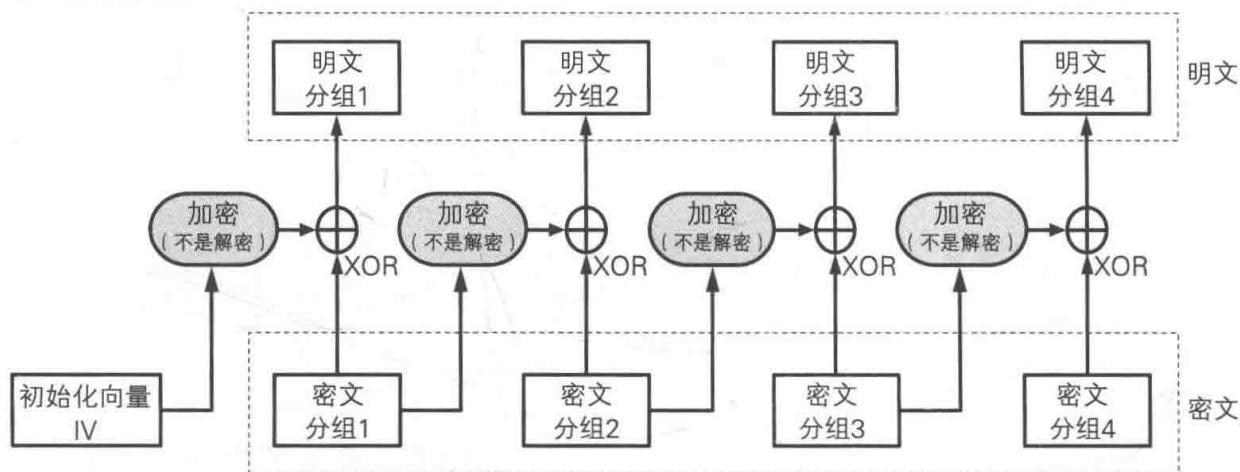 明文
分组1
明文
分组2
明文
分组3
明文
分组4
明文
加密
(不是解密)
XOR
加密
(不是解密)
XOR
加密
(不是解密)
XOR
加密
(不是解密)
XOR
初始化向量
IV
密文
分组1
密文
分组2
密文
分组3
密文
分组4
密文